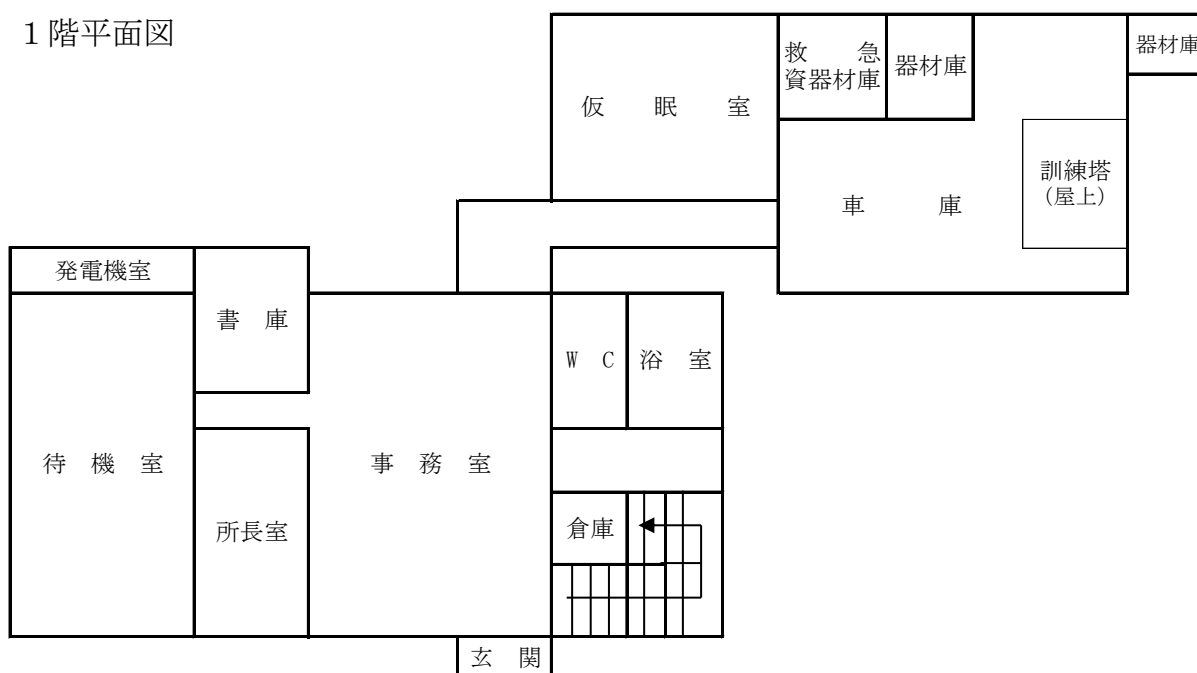 １階平面図
仮　眠　室
救　急
資器材庫
器材庫
器材庫
訓練塔
（屋上）
車　庫
発電機室
書　庫
Ｗ Ｃ
浴　室
待　機　室
事　務　室
所長室
倉庫
玄　関